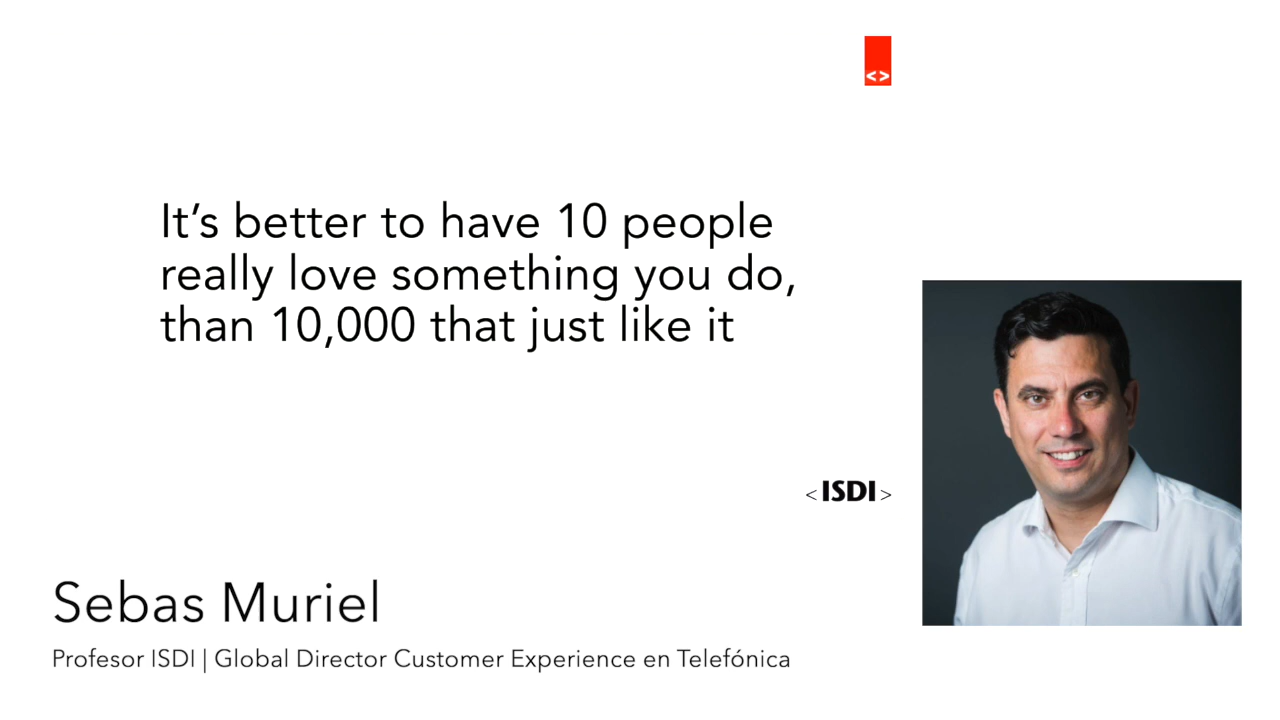 <>
It’s better to have 10 people
really love something you do,
than 10,000 that just like it
<ISDI>
Sebas Muriel
Profesor ISDI | Global Director Customer Experience en Telefónica